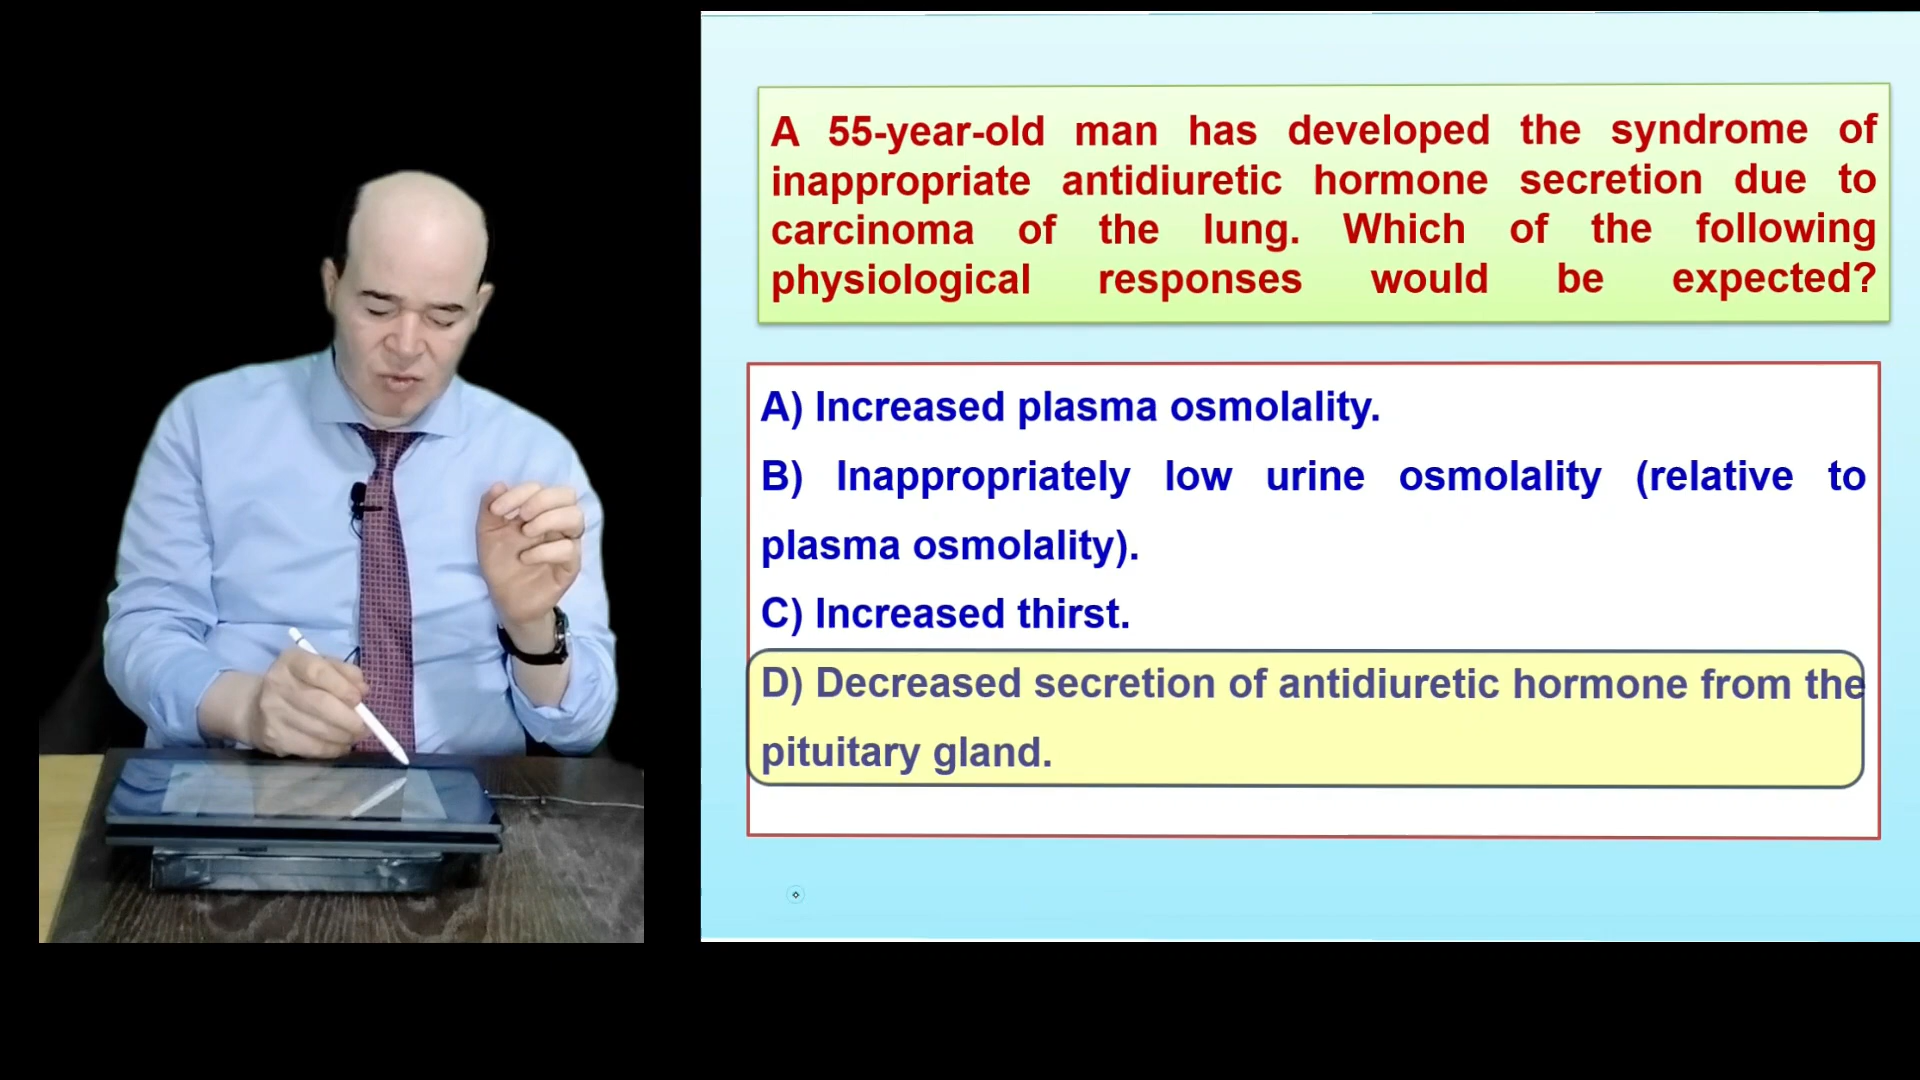 A 55-year-old man has developed the syndrome of
inappropriate antidiuretic hormone secretion due to
carcinoma of the lung. Which of the following
physiological responses would be expected?
A) Increased plasma osmolality.
B) Inappropriately low urine osmolality (relative to
plasma osmolality).
C) Increased thirst.
D) Decreased secretion of antidiuretic hormone from the
pituitary gland.